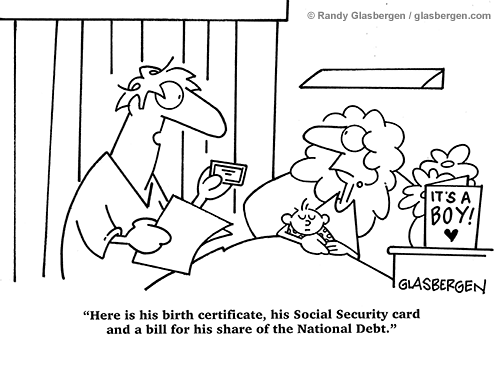 © Randy Glasbergen / glasbergen.com
IT'S A
BOY!
GLASBERGEN
“Here is his birth certificate, his Social Security card
and a bill for his share of the National Debt.”